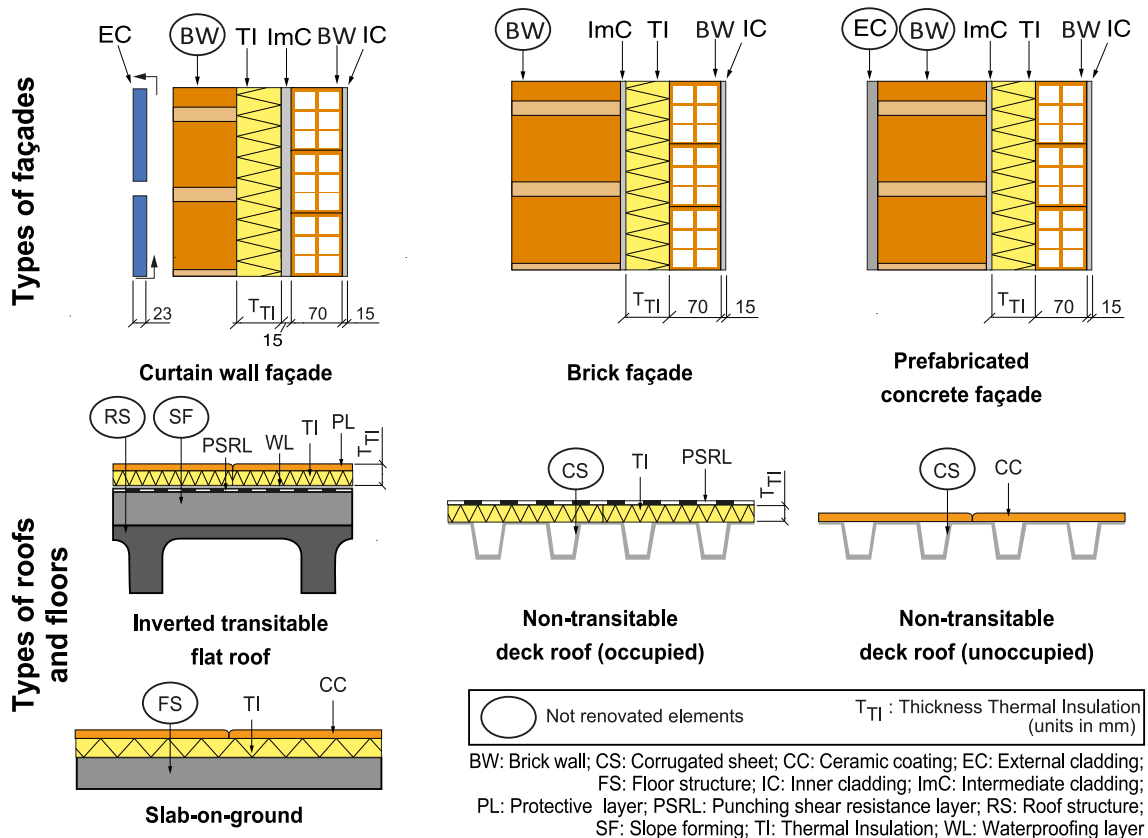 Types of façades
EC BW TI ImC BW IC
23 T TI 15 70 15
Curtain wall façade
BW ImC TI BW IC
T TI 70 15
Brick façade
EC BW ImC TI BW IC
T TI 70 15
Prefabricated
concrete façade
Types of roofs
and floors
RS SF PSRL WL TI PL T TI
Inverted transitable
flat roof
CS TI PSRL T TI
Non-transitable
deck roof (occupied)
CS CC
Non-transitable
deck roof (unoccupied)
FS TI CC
Slab-on-ground
Not renovated elements
T TI : Thickness Thermal Insulation
(units in mm)
BW: Brick wall; CS: Corrugated sheet; CC: Ceramic coating; EC: External cladding;
FS: Floor structure; IC: Inner cladding; ImC: Intermediate cladding;
PL: Protective layer; PSRL: Punching shear resistance layer; RS: Roof structure;
SF: Slope forming; TI: Thermal Insulation; WL: Waterproofing layer